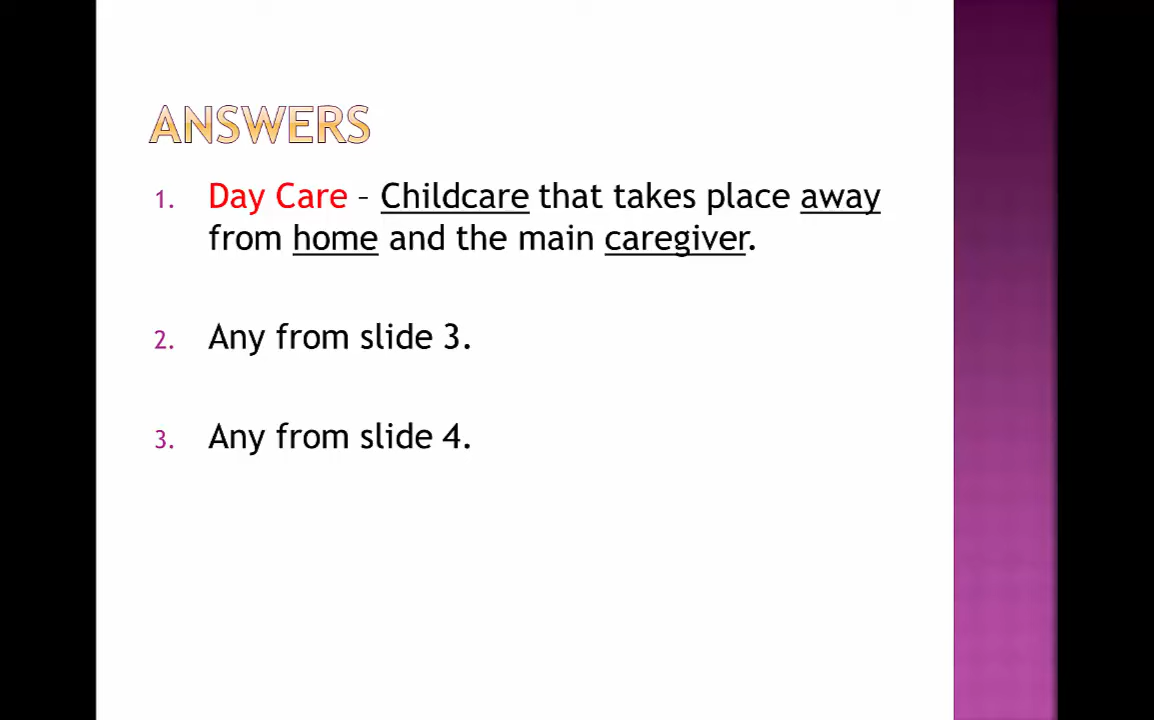 ANSWERS
1. Day Care – Childcare that takes place away
from home and the main caregiver.
2. Any from slide 3.
3. Any from slide 4.